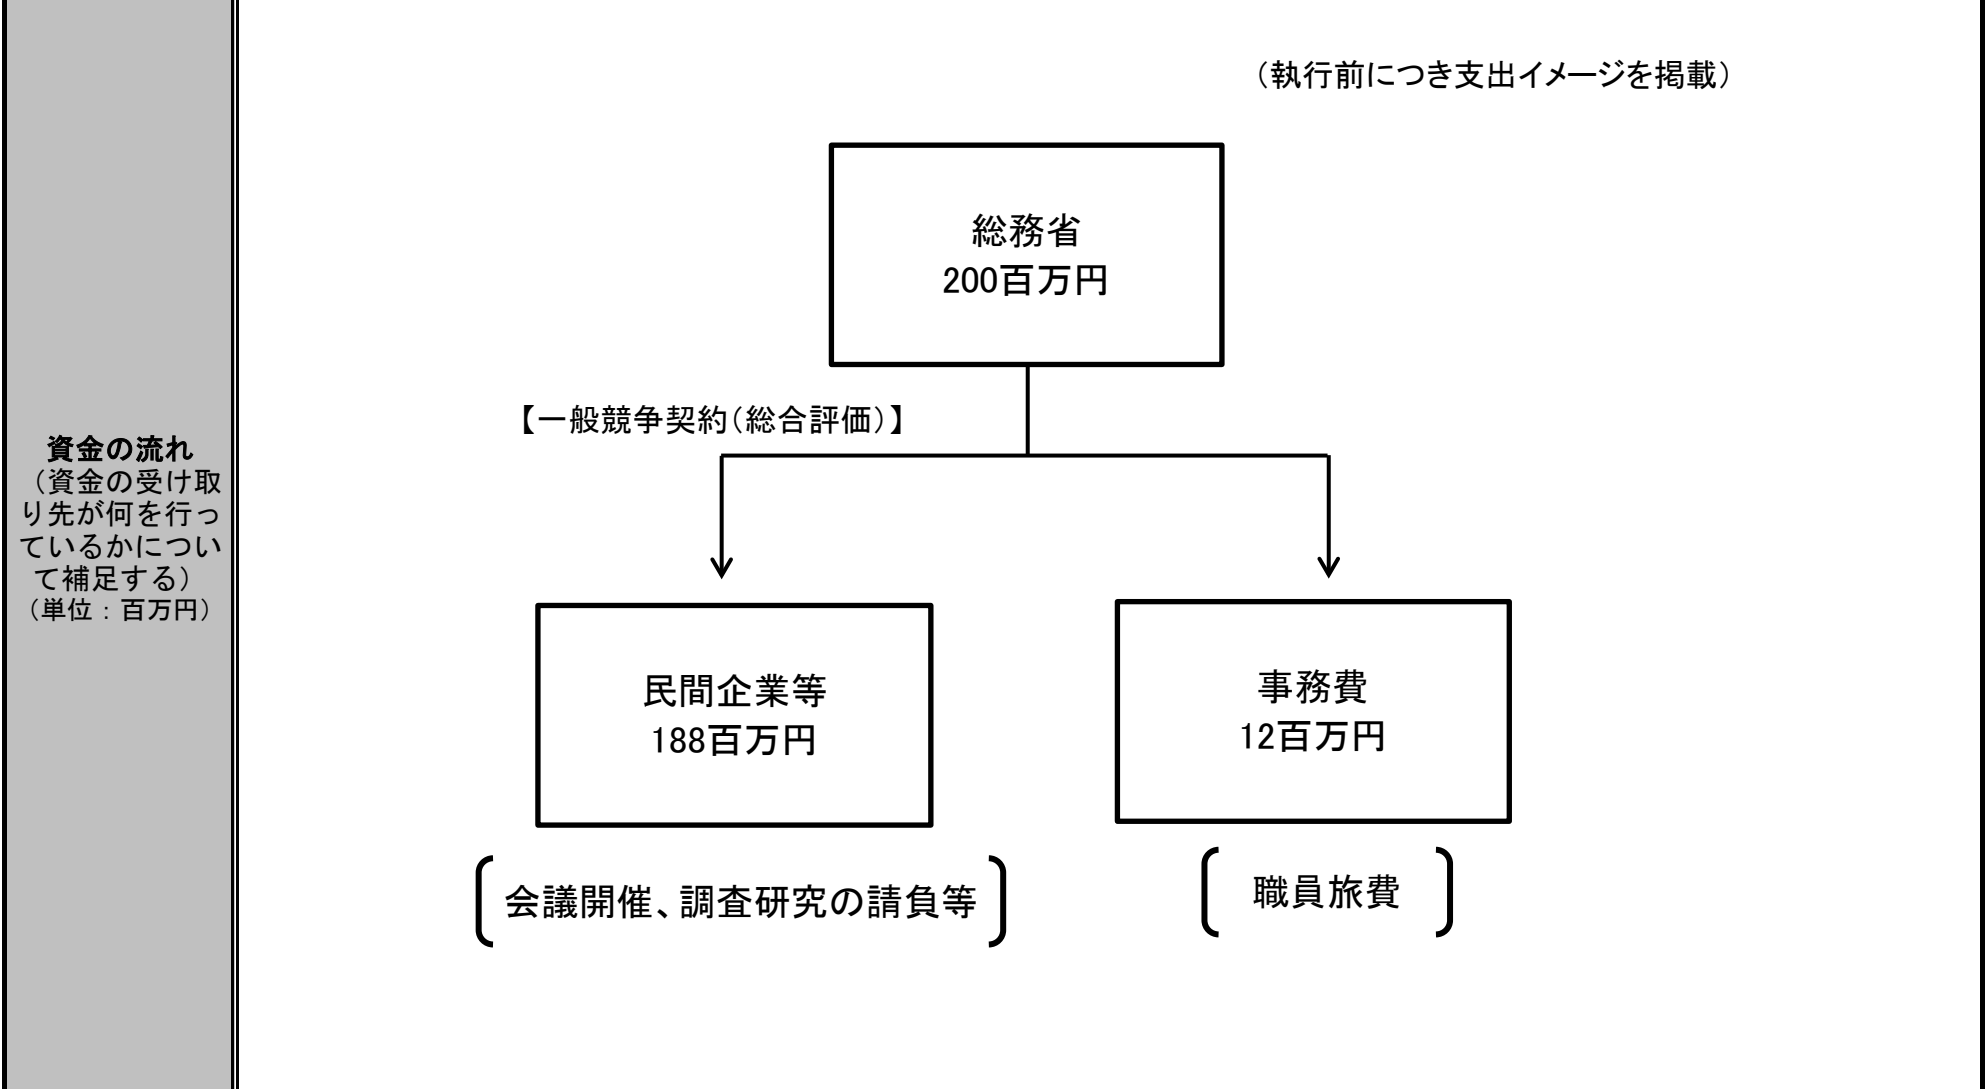 資金の流れ
（資金の受け取
り先が何を行っ
ているかについ
て補足する）
（単位：百万円）
（執行前につき支出イメージを掲載）
総務省
200百万円
【一般競争契約（総合評価）】
民間企業等
188百万円
事務費
12百万円
会議開催、調査研究の請負等
職員旅費